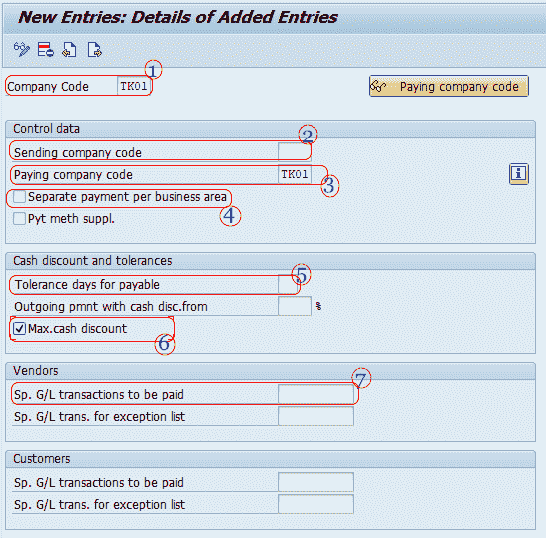 New Entries: Details of Added Entries
1
Company Code TK01 Paying company code
Control data
2
Sending company code
Paying company code TK01
3
Separate payment per business area
4
Pyt meth suppl.
Cash discount and tolerances
5
Tolerance days for payable
Outgoing pmnt with cash disc.from %
Max.cash discount
6
Vendors
7
Sp. G/L transactions to be paid
Sp. G/L trans. for exception list
Customers
Sp. G/L transactions to be paid
Sp. G/L trans. for exception list